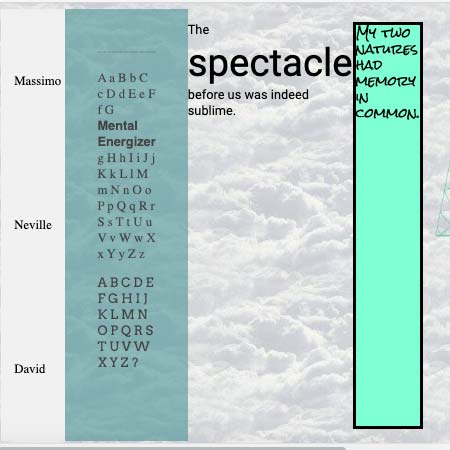 Massimo
Neville
David
A a B b C
c D d E e F
f G
Mental
Energizer
g H h I i J j
K k L l M
m N n O o
P p Q q R r
S s T t U u
V v W w X
x Y y Z z
A B C D E
F G H I J
K L M N
O P Q R S
T U V W
X Y Z ?
The
spectacle
before us was indeed
sublime.
My two
natures
had
memory
in
common.